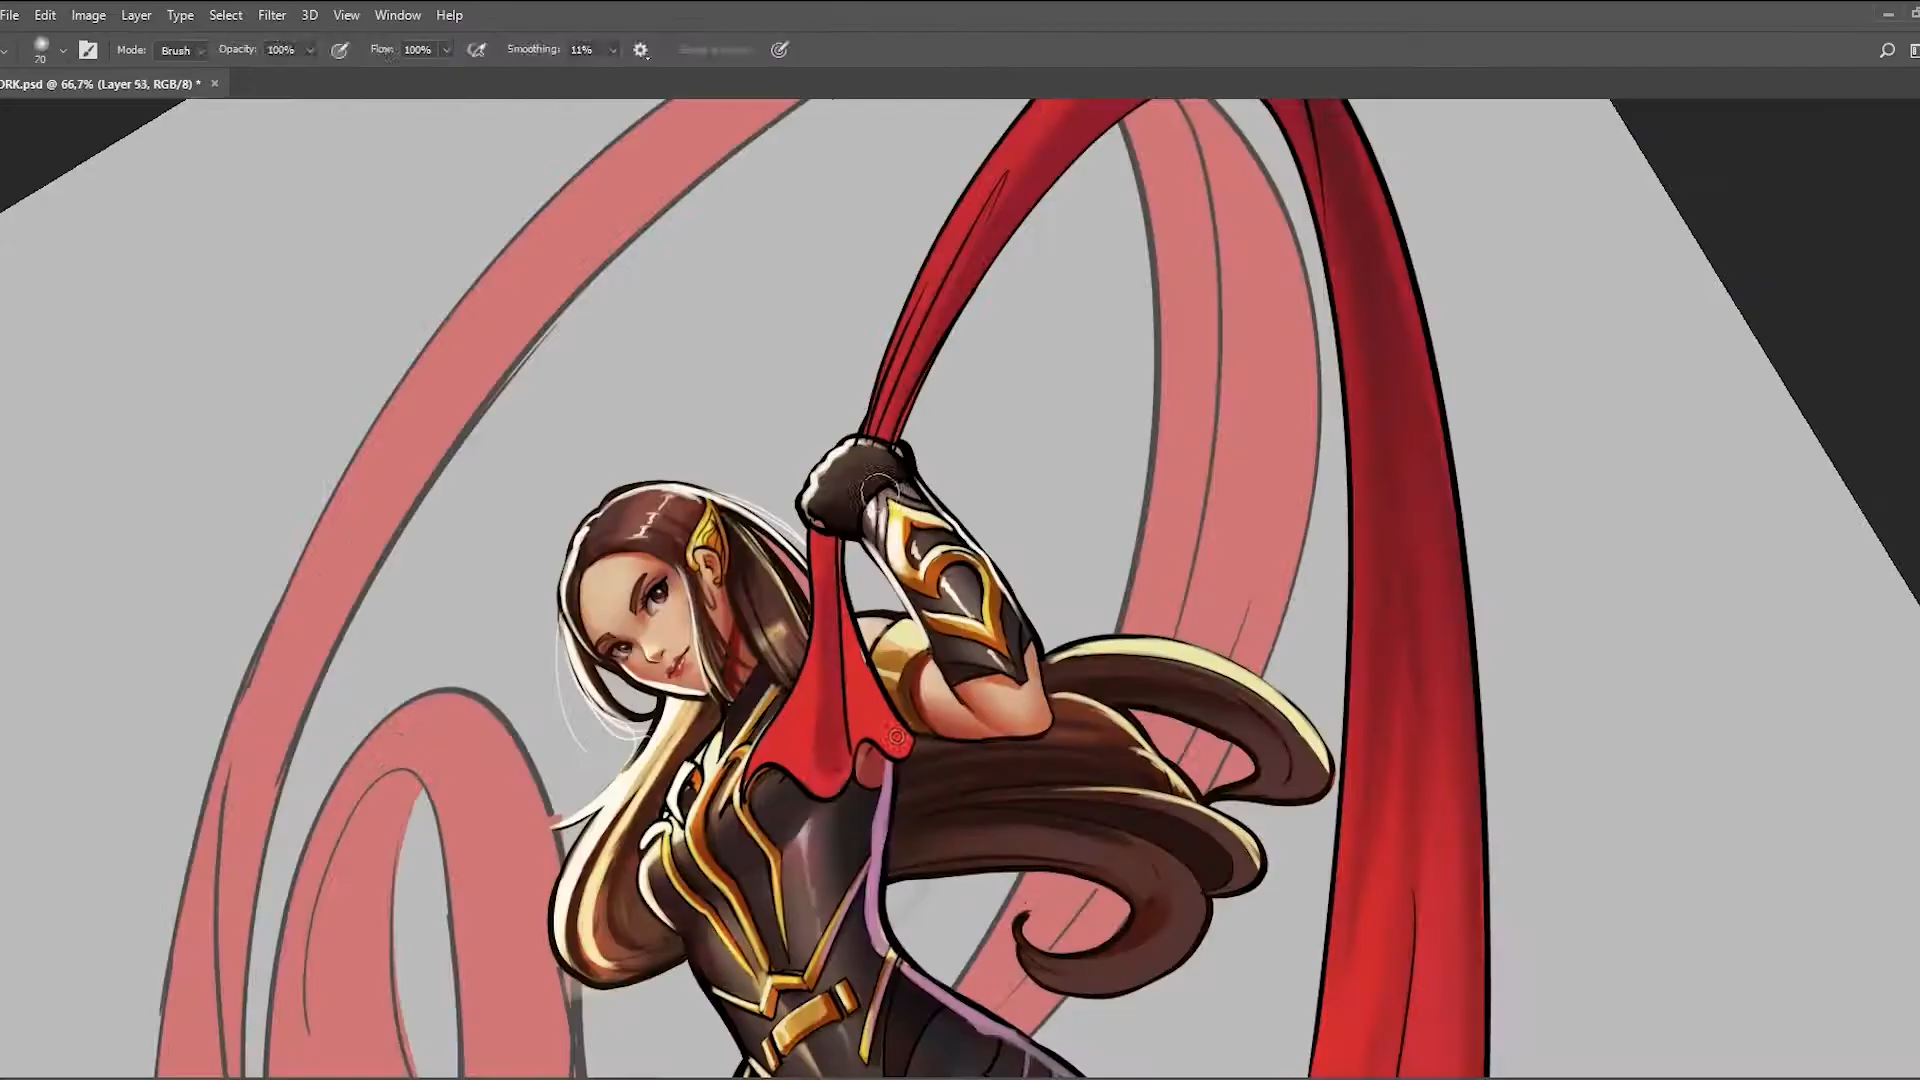 File Edit Image Layer Type Select Filter 3D View Window Help
20 Mode: Brush Opacity: 100% Flow: 100% Smoothing: 11%
ORK.psd @ 66,7% (Layer 53, RGB/8) * ×